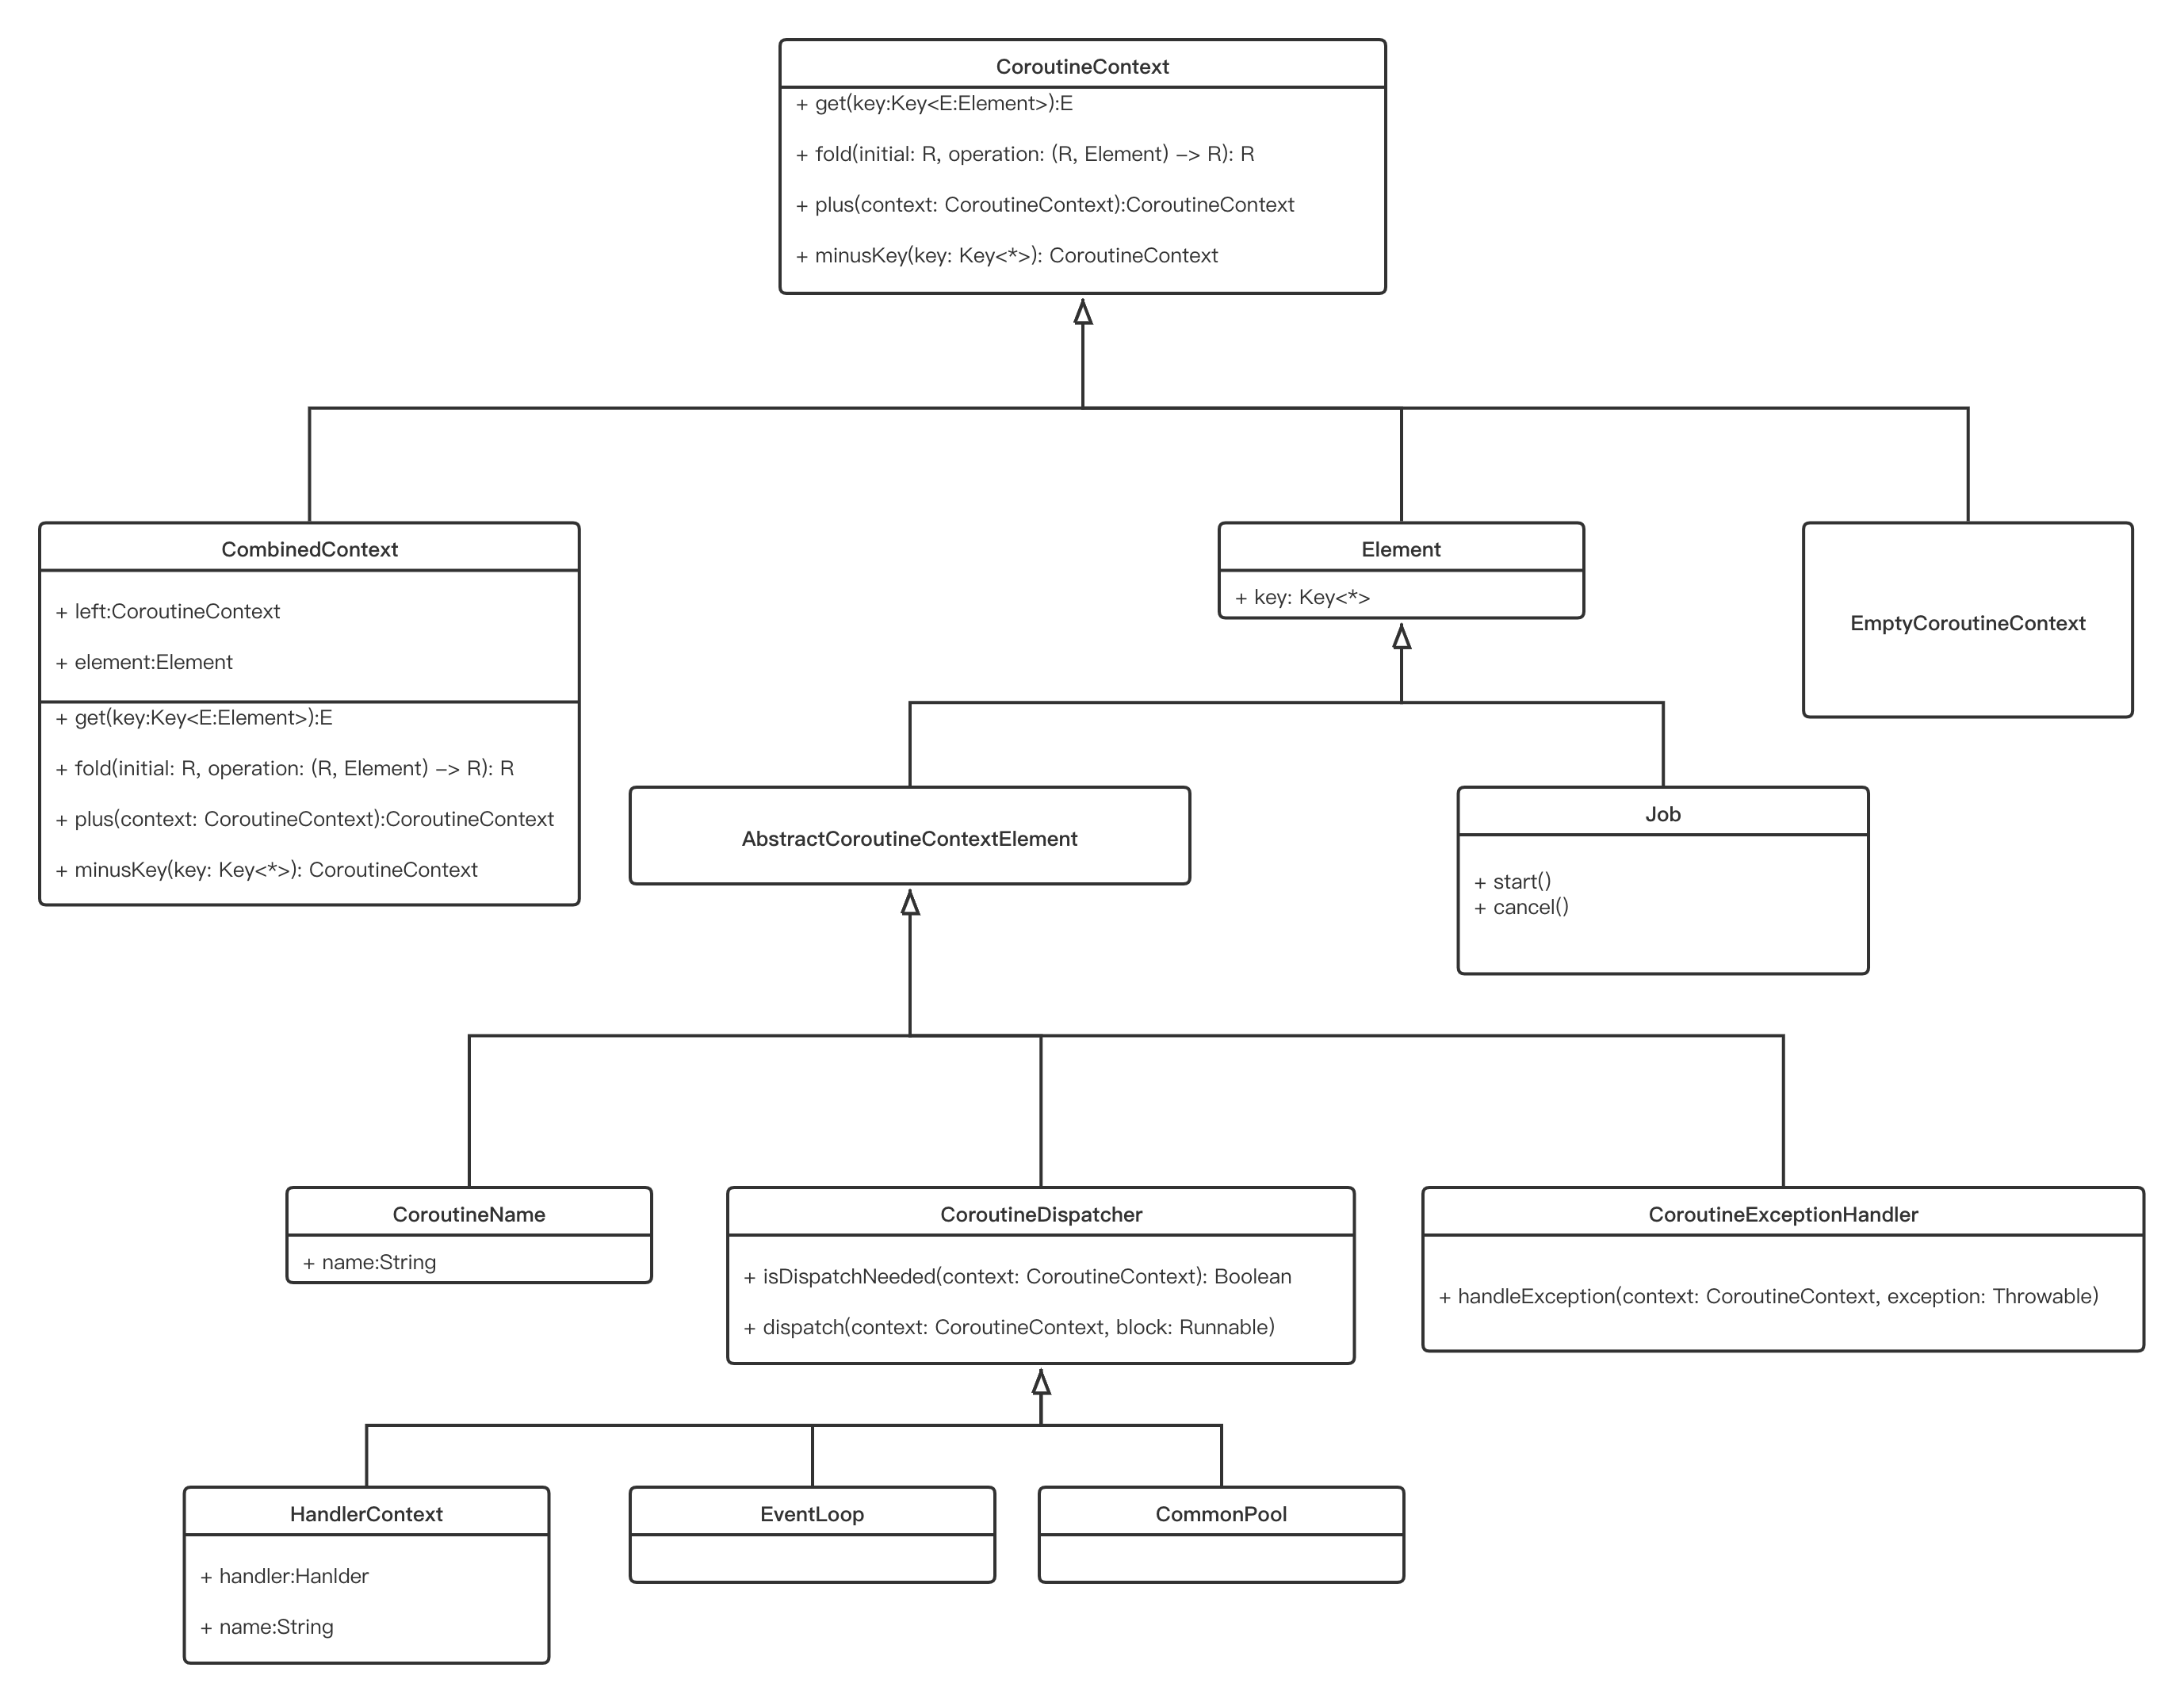 CoroutineContext
+ get(key:Key<E:Element>):E
+ fold(initial: R, operation: (R, Element) -> R): R
+ plus(context: CoroutineContext):CoroutineContext
+ minusKey(key: Key<*>): CoroutineContext
CombinedContext
+ left:CoroutineContext
+ element:Element
+ get(key:Key<E:Element>):E
+ fold(initial: R, operation: (R, Element) -> R): R
+ plus(context: CoroutineContext):CoroutineContext
+ minusKey(key: Key<*>): CoroutineContext
Element
+ key: Key<*>
EmptyCoroutineContext
AbstractCoroutineContextElement
Job
+ start()
+ cancel()
CoroutineName
+ name:String
CoroutineDispatcher
+ isDispatchNeeded(context: CoroutineContext): Boolean
+ dispatch(context: CoroutineContext, block: Runnable)
CoroutineExceptionHandler
+ handleException(context: CoroutineContext, exception: Throwable)
HandlerContext
+ handler:Hanlder
+ name:String
EventLoop
CommonPool